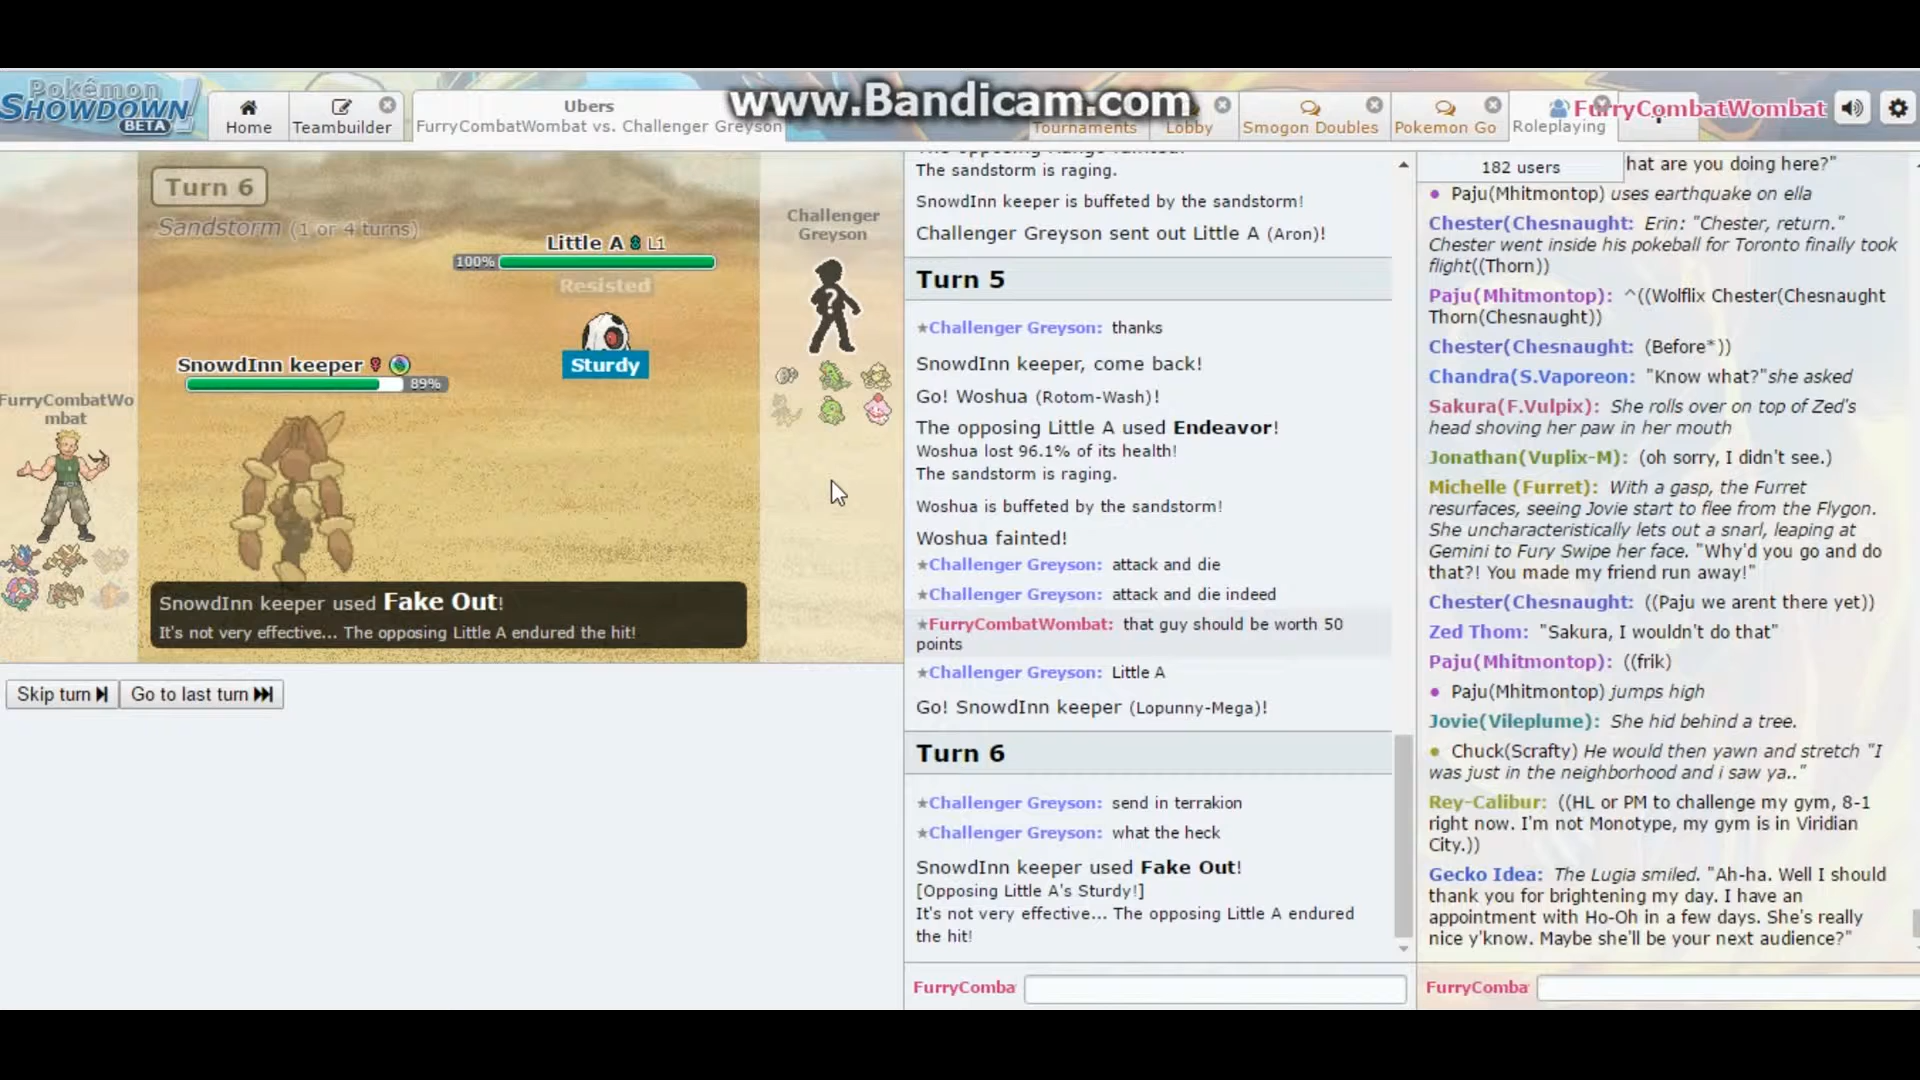 www.Bandicam.com
Pokémon
SHOWDOWN!
BETA
Home
Teambuilder
Ubers
FurryCombatWombat vs. Challenger Greyson
Tournaments
Lobby
Smogon Doubles
Pokemon Go
Roleplaying
FurryCombatWombat
Turn 6
Sandstorm (1 or 4 turns)
Little A L1
100%
Resisted
Sturdy
SnowdInn keeper
89%
FurryCombatWo
mbat
Challenger
Greyson
SnowdInn keeper used Fake Out!
It's not very effective... The opposing Little A endured the hit!
Skip turn
Go to last turn
The sandstorm is raging.
SnowdInn keeper is buffeted by the sandstorm!
Challenger Greyson sent out Little A (Aron)!
Turn 5
★Challenger Greyson: thanks
SnowdInn keeper, come back!
Go! Woshua (Rotom-Wash)!
The opposing Little A used Endeavor!
Woshua lost 96.1% of its health!
The sandstorm is raging.
Woshua is buffeted by the sandstorm!
Woshua fainted!
★Challenger Greyson: attack and die
★Challenger Greyson: attack and die indeed
★FurryCombatWombat: that guy should be worth 50
points
★Challenger Greyson: Little A
Go! SnowdInn keeper (Lopunny-Mega)!
Turn 6
★Challenger Greyson: send in terrakion
★Challenger Greyson: what the heck
SnowdInn keeper used Fake Out!
[Opposing Little A's Sturdy!]
It's not very effective... The opposing Little A endured
the hit!
FurryComba
182 users
hat are you doing here?"
• Paju(Mhitmontop) uses earthquake on ella
Chester(Chesnaught: Erin: "Chester, return."
Chester went inside his pokeball for Toronto finally took
flight((Thorn))
Paju(Mhitmontop): ^((Wolflix Chester(Chesnaught
Thorn(Chesnaught))
Chester(Chesnaught: (Before*))
Chandra(S.Vaporeon: "Know what?"she asked
Sakura(F.Vulpix): She rolls over on top of Zed's
head shoving her paw in her mouth
Jonathan(Vuplix-M): (oh sorry, I didn't see.)
Michelle (Furret): With a gasp, the Furret
resurfaces, seeing Jovie start to flee from the Flygon.
She uncharacteristically lets out a snarl, leaping at
Gemini to Fury Swipe her face. "Why'd you go and do
that?! You made my friend run away!"
Chester(Chesnaught: ((Paju we arent there yet))
Zed Thom: "Sakura, I wouldn't do that"
Paju(Mhitmontop): ((frik)
• Paju(Mhitmontop) jumps high
Jovie(Vileplume): She hid behind a tree.
• Chuck(Scrafty) He would then yawn and stretch "I
was just in the neighborhood and i saw ya.."
Rey-Calibur: ((HL or PM to challenge my gym, 8-1
right now. I'm not Monotype, my gym is in Viridian
City.))
Gecko Idea: The Lugia smiled. "Ah-ha. Well I should
thank you for brightening my day. I have an
appointment with Ho-Oh in a few days. She's really
nice y'know. Maybe she'll be your next audience?"
FurryComba